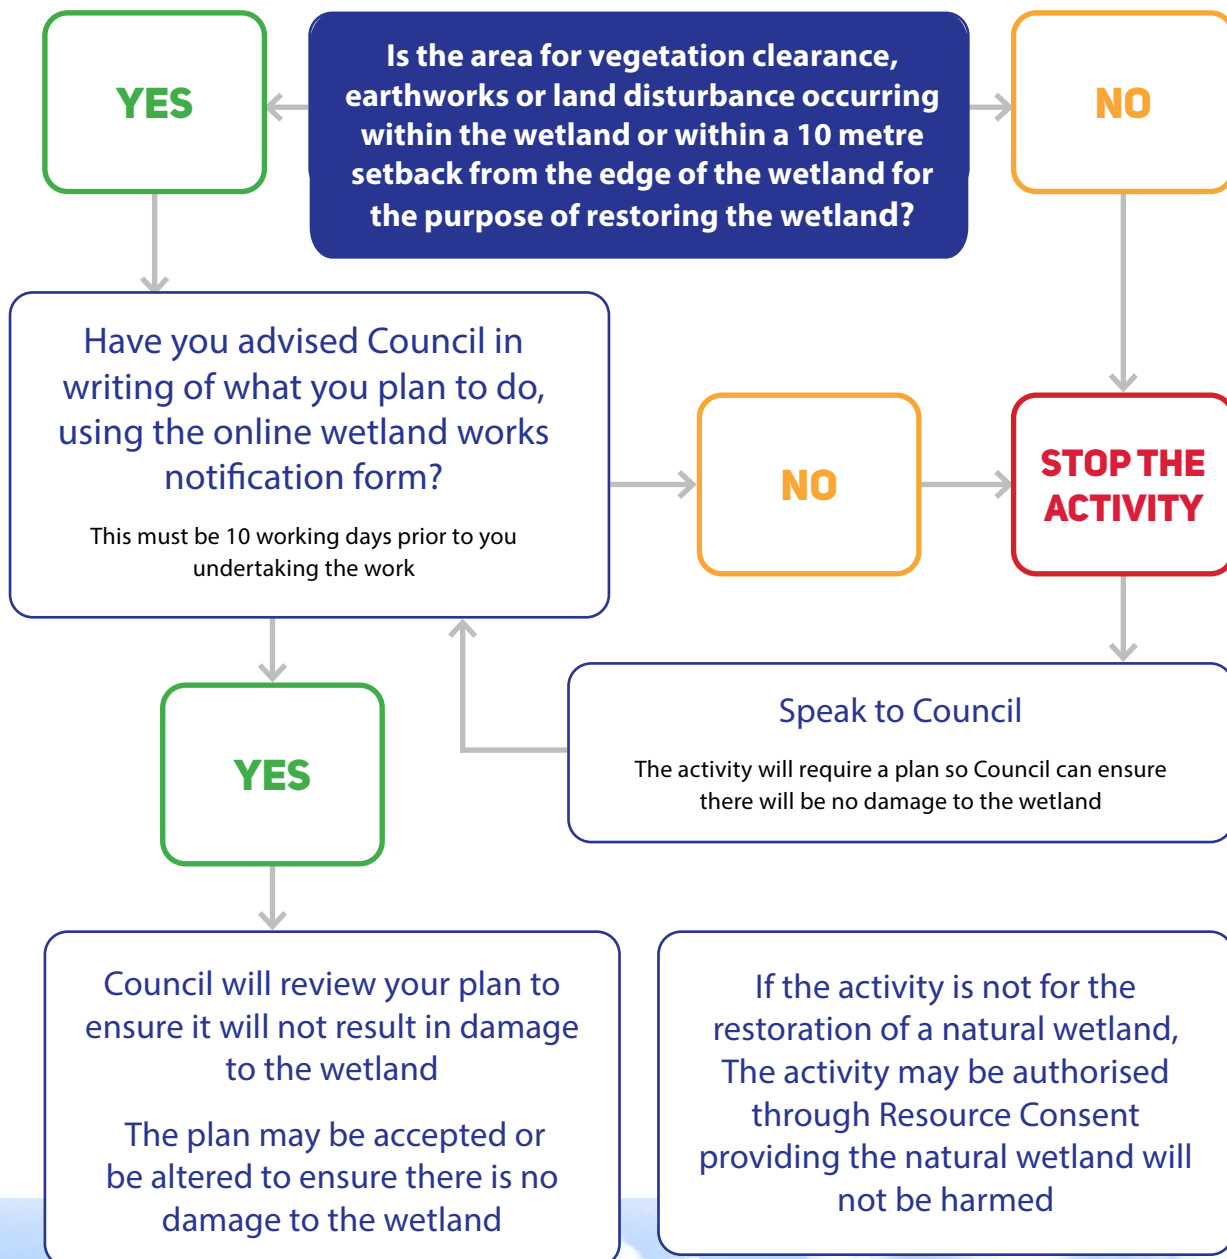 YES
Is the area for vegetation clearance,
earthworks or land disturbance occurring
within the wetland or within a 10 metre
setback from the edge of the wetland for
the purpose of restoring the wetland?
NO
Have you advised Council in
writing of what you plan to do,
using the online wetland works
notification form?
This must be 10 working days prior to you
undertaking the work
NO
STOP THE
ACTIVITY
YES
Speak to Council
The activity will require a plan so Council can ensure
there will be no damage to the wetland
Council will review your plan to
ensure it will not result in damage
to the wetland
The plan may be accepted or
be altered to ensure there is no
damage to the wetland
If the activity is not for the
restoration of a natural wetland,
The activity may be authorised
through Resource Consent
providing the natural wetland will
not be harmed